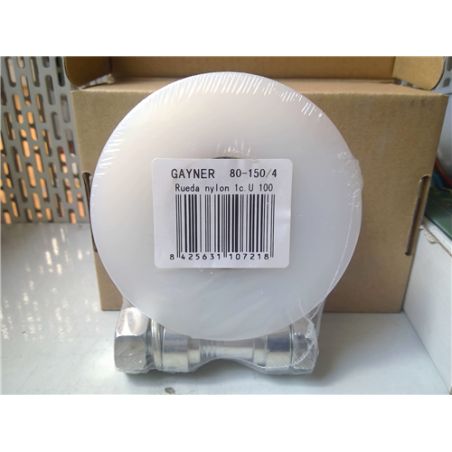 GAYNER 80-150/4
Rueda nylon 1c.U 100
8 425631 107218